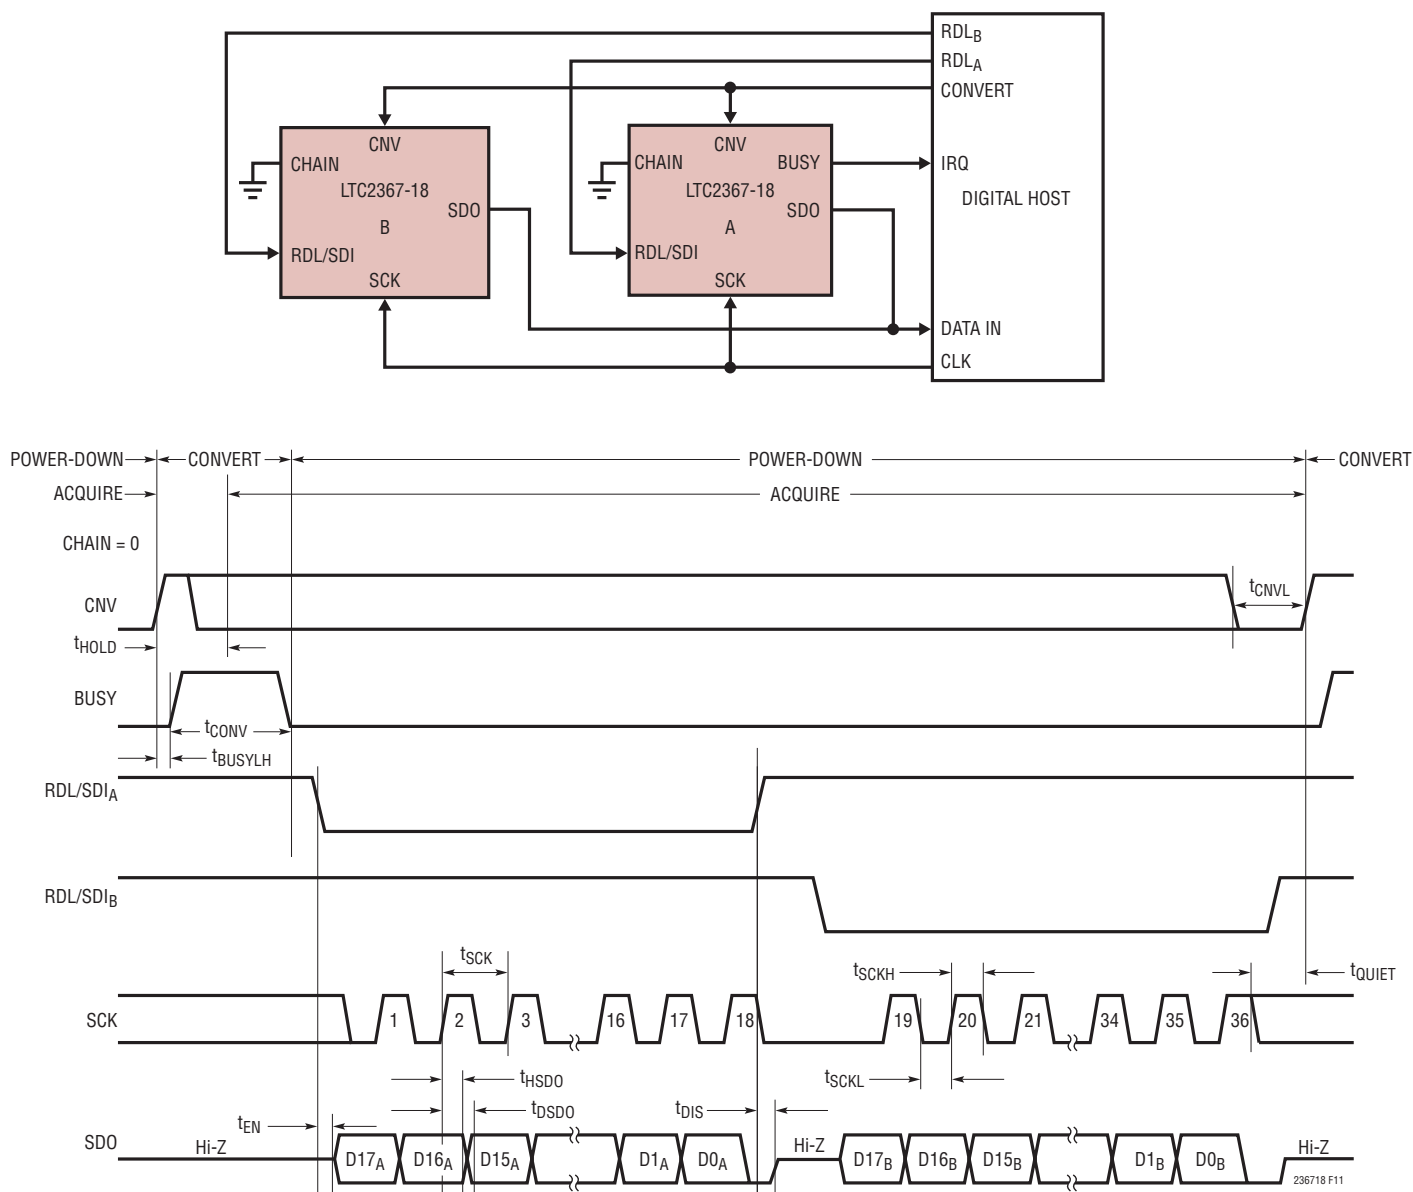 RDLB
RDLA
CONVERT
CNV
CNV
CHAIN
CHAIN
BUSY
IRQ
LTC2367-18
LTC2367-18
DIGITAL HOST
SDO
SDO
B
A
RDL/SDI
RDL/SDI
SCK
SCK
DATA IN
CLK
POWER-DOWN
CONVERT
POWER-DOWN
CONVERT
ACQUIRE
ACQUIRE
CHAIN = 0
CNV
tCNVL
tHOLD
BUSY
tCONV
tBUSYLH
RDL/SDIA
RDL/SDIB
tSCK
tSCKH
tQUIET
SCK
1
2
3
16
17
18
19
20
21
34
35
36
tHSDO
tSCKL
tEN
tDSDO
tDIS
SDO
Hi-Z
D17A
D16A
D15A
D1A
D0A
Hi-Z
D17B
D16B
D15B
D1B
D0B
Hi-Z
236718 F11